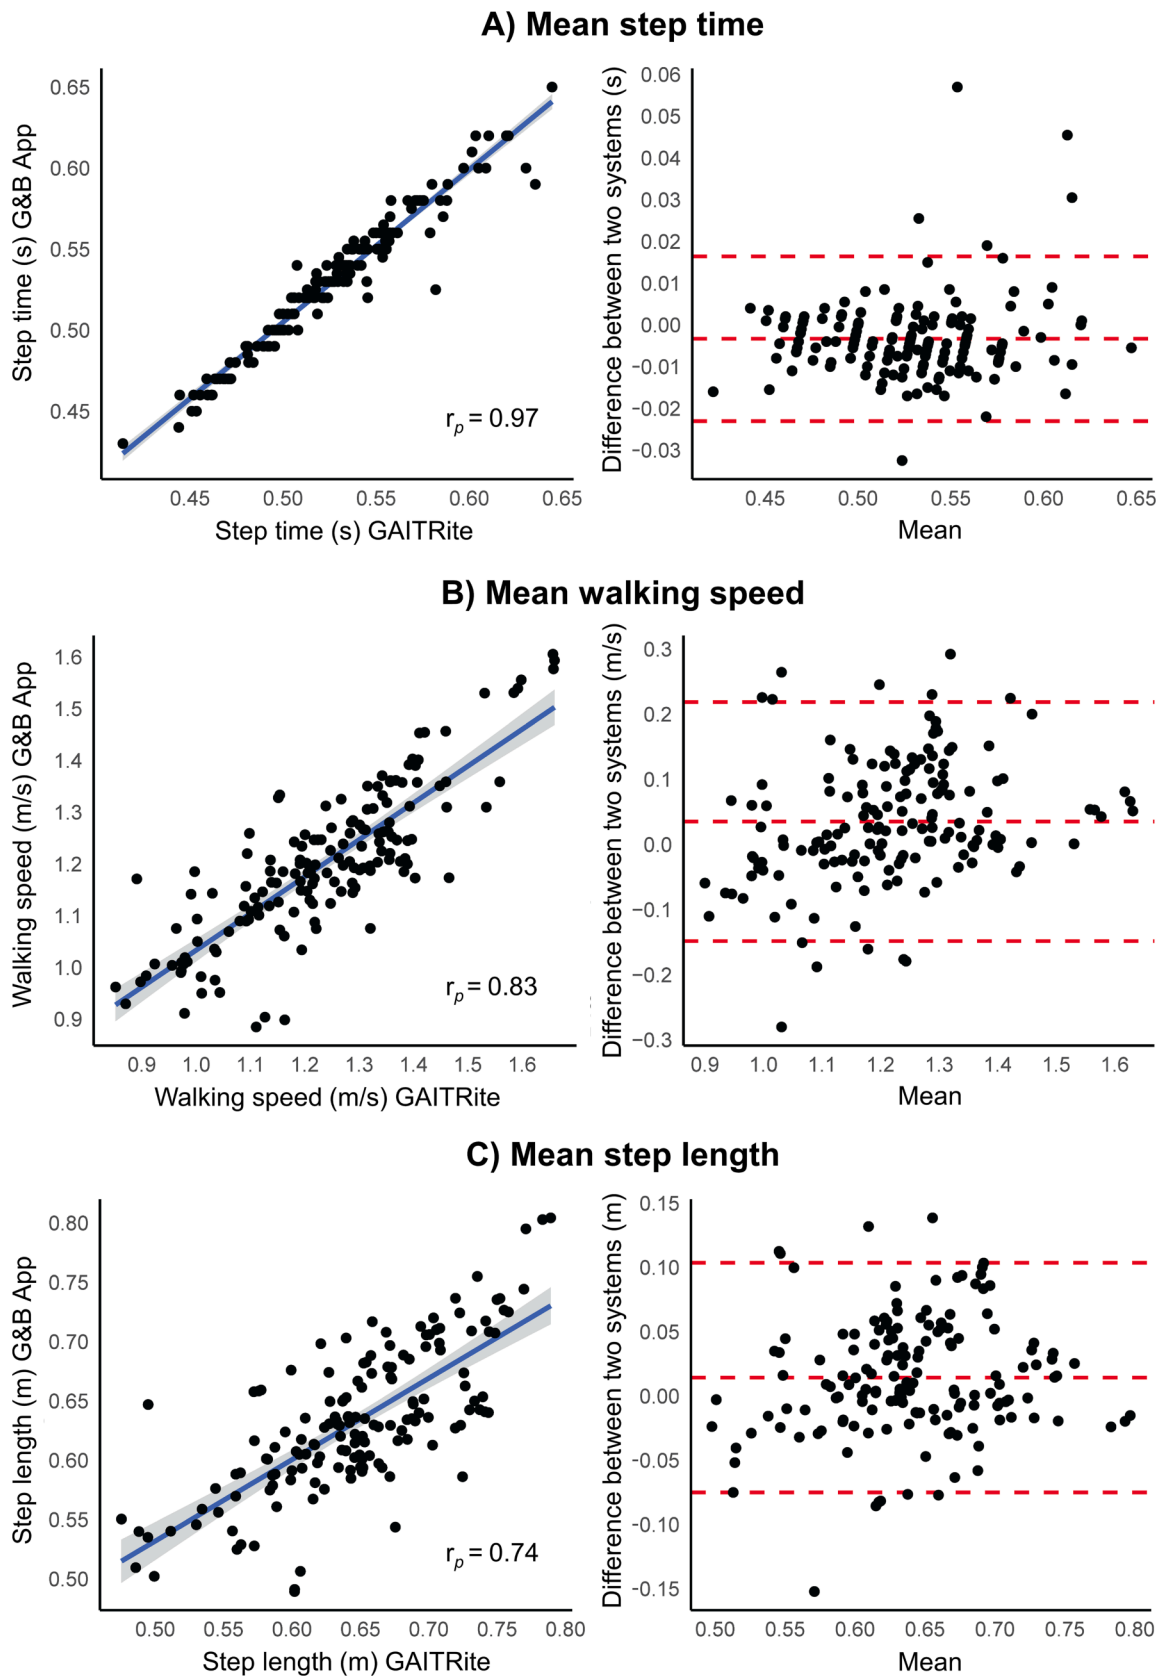 A) Mean step time
Step time (s) G&B App
0.65
0.60
0.55
0.50
0.45
r_p = 0.97
0.45 0.50 0.55 0.60 0.65
Step time (s) GAITRite
Difference between two systems (s)
0.06
0.05
0.04
0.03
0.02
0.01
0.00
−0.01
−0.02
−0.03
0.45 0.50 0.55 0.60 0.65
Mean
B) Mean walking speed
Walking speed (m/s) G&B App
1.6
1.5
1.4
1.3
1.2
1.1
1.0
0.9
r_p = 0.83
0.9 1.0 1.1 1.2 1.3 1.4 1.5 1.6
Walking speed (m/s) GAITRite
Difference between two systems (m/s)
0.3
0.2
0.1
0.0
−0.1
−0.2
−0.3
0.9 1.0 1.1 1.2 1.3 1.4 1.5 1.6
Mean
C) Mean step length
Step length (m) G&B App
0.80
0.75
0.70
0.65
0.60
0.55
0.50
r_p = 0.74
0.50 0.55 0.60 0.65 0.70 0.75 0.80
Step length (m) GAITRite
Difference between two systems (m)
0.15
0.10
0.05
0.00
-0.05
-0.10
-0.15
0.50 0.55 0.60 0.65 0.70 0.75 0.80
Mean